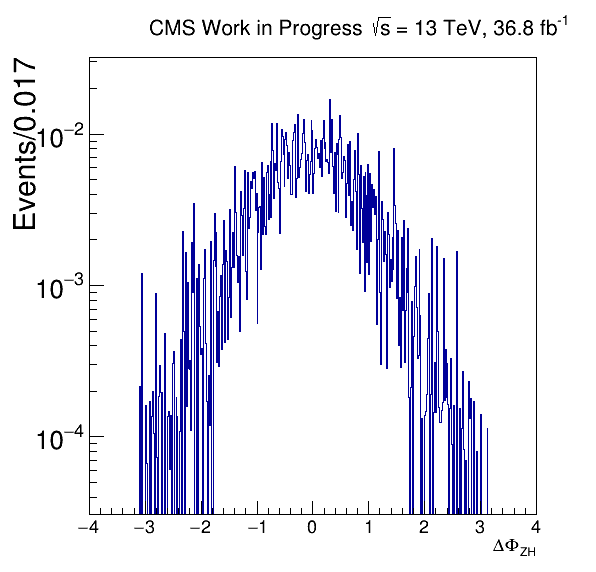 CMS Work in Progress √s = 13 TeV, 36.8 fb⁻¹
Events/0.017
10⁻²
10⁻³
10⁻⁴
−4 −3 −2 −1 0 1 2 3 4
ΔΦ_ZH